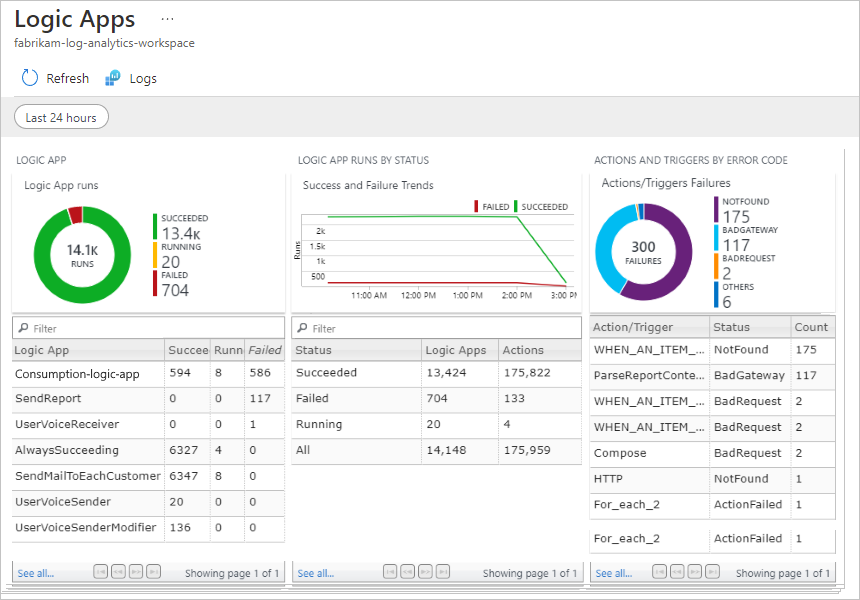 Logic Apps ...
fabrikam-log-analytics-workspace
Refresh Logs
Last 24 hours
LOGIC APP
Logic App runs
14.1K
RUNS
SUCCEEDED
13.4K
RUNNING
20
FAILED
704
Filter
Logic App Succee Runn Failed
Consumption-logic-app 594 8 586
SendReport 0 0 117
UserVoiceReceiver 0 0 1
AlwaysSucceeding 6327 4 0
SendMailToEachCustomer 6347 8 0
UserVoiceSender 20 0 0
UserVoiceSenderModifier 136 0 0
See all... Showing page 1 of 1
LOGIC APP RUNS BY STATUS
Success and Failure Trends
FAILED SUCCEEDED
Runs
2k
1.5k
1k
500
11:00 AM 12:00 PM 1:00 PM 2:00 PM 3:00 PM
Filter
Status Logic Apps Actions
Succeeded 13,424 175,822
Failed 704 133
Running 20 4
All 14,148 175,959
See all... Showing page 1 of 1
ACTIONS AND TRIGGERS BY ERROR CODE
Actions/Triggers Failures
300
FAILURES
NOTFOUND
175
BADGATEWAY
117
BADREQUEST
2
OTHERS
6
Action/Trigger Status Count
WHEN_AN_ITEM_... NotFound 175
ParseReportConte... BadGateway 117
WHEN_AN_ITEM_... BadRequest 2
WHEN_AN_ITEM_... BadRequest 2
Compose BadRequest 2
HTTP NotFound 1
For_each_2 ActionFailed 1
For_each_2 ActionFailed 1
See all... Showing page 1 of 1